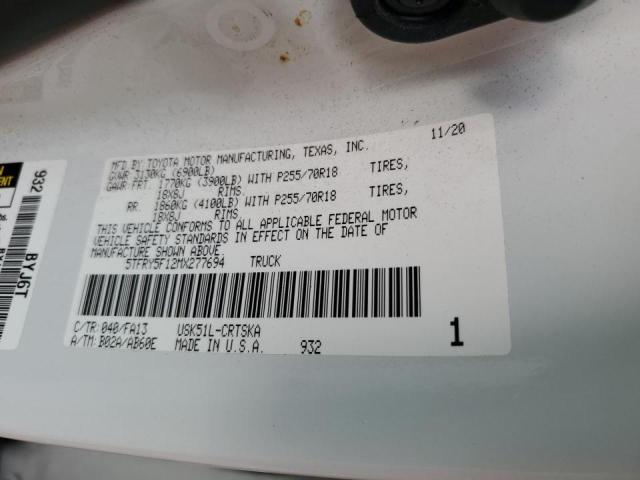 MFD BY: TOYOTA MOTOR MANUFACTURING, TEXAS, INC. 11/20
GVWR 3130KG (6900LB)
GAWR: FRT. 1770KG (3900LB) WITH P255/70R18 TIRES,
18X8J RIMS
RR. 1860KG (4100LB) WITH P255/70R18 TIRES,
18X8J RIMS
THIS VEHICLE CONFORMS TO ALL APPLICABLE FEDERAL MOTOR
VEHICLE SAFETY STANDARDS IN EFFECT ON THE DATE OF
MANUFACTURE SHOWN ABOVE.
5TFRY5F12MX277694 TRUCK
C/TR: 040/FA13 USK51L-CRTSKA
A/TM: B02A/AB60E MADE IN U.S.A. 932 1
932 BYJ6T